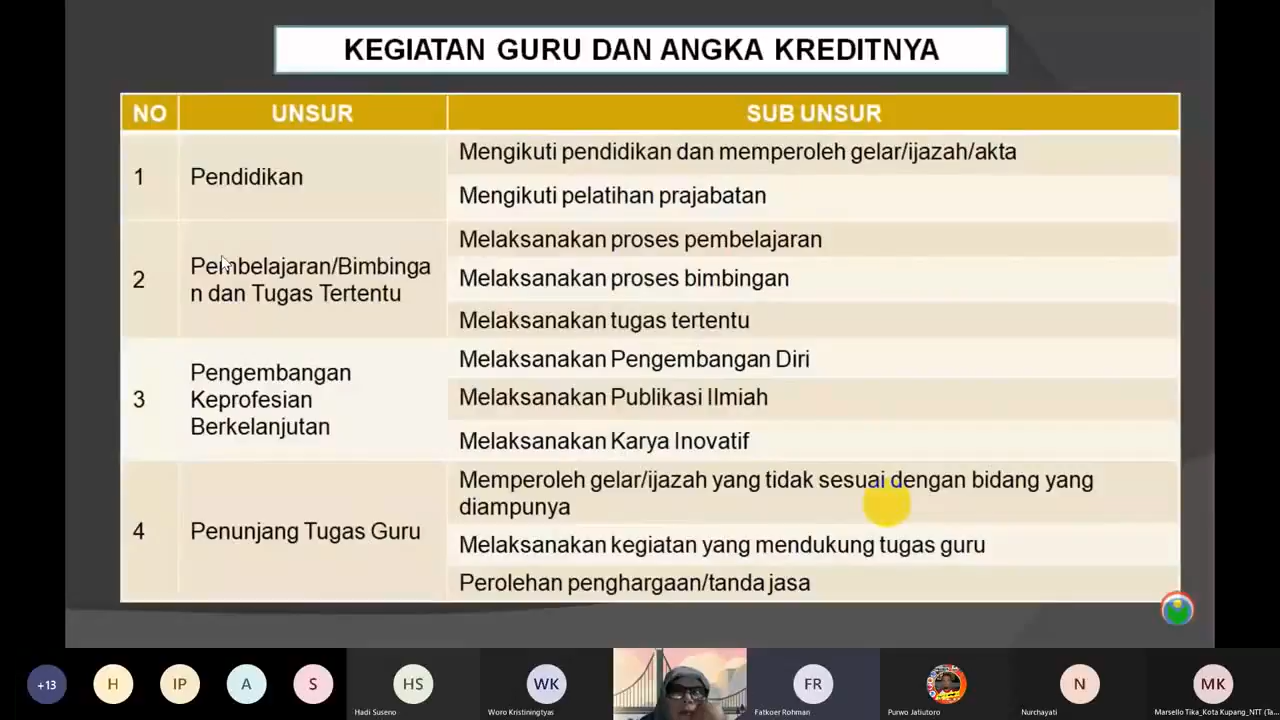 KEGIATAN GURU DAN ANGKA KREDITNYA
NO UNSUR SUB UNSUR
1 Pendidikan
Mengikuti pendidikan dan memperoleh gelar/ijazah/akta
Mengikuti pelatihan prajabatan
2 Pembelajaran/Bimbinga
n dan Tugas Tertentu
Melaksanakan proses pembelajaran
Melaksanakan proses bimbingan
Melaksanakan tugas tertentu
3 Pengembangan
Keprofesian
Berkelanjutan
Melaksanakan Pengembangan Diri
Melaksanakan Publikasi Ilmiah
Melaksanakan Karya Inovatif
4 Penunjang Tugas Guru
Memperoleh gelar/ijazah yang tidak sesuai dengan bidang yang
diampunya
Melaksanakan kegiatan yang mendukung tugas guru
Perolehan penghargaan/tanda jasa
+13 H IP A S HS WK FR N MK
Hadi Suseno Woro Kristiningtyas Fatkoer Rohman Purwo Jatiutoro Nurchayati Marsello Tika_Kota Kupang_NTT (Ta...